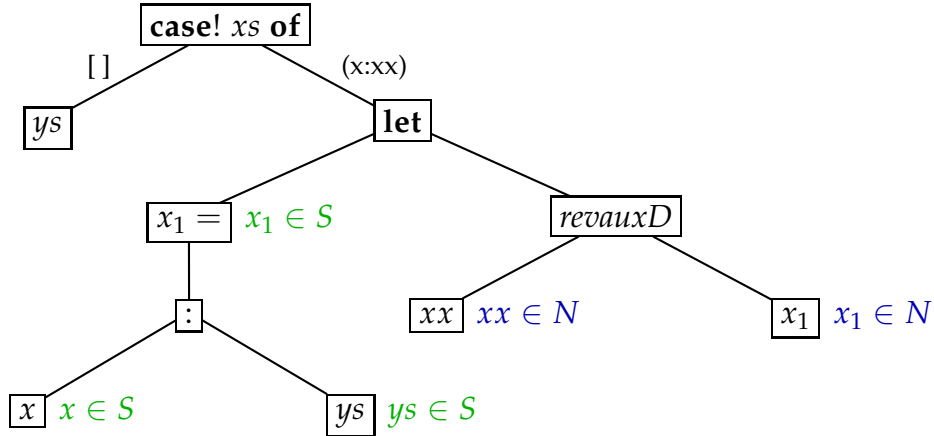 case! xs of
[ ]
(x:xx)
ys
let
x₁ = x₁ ∈ S
revauxD
: 
xx xx ∈ N
x₁ x₁ ∈ N
x x ∈ S
ys ys ∈ S